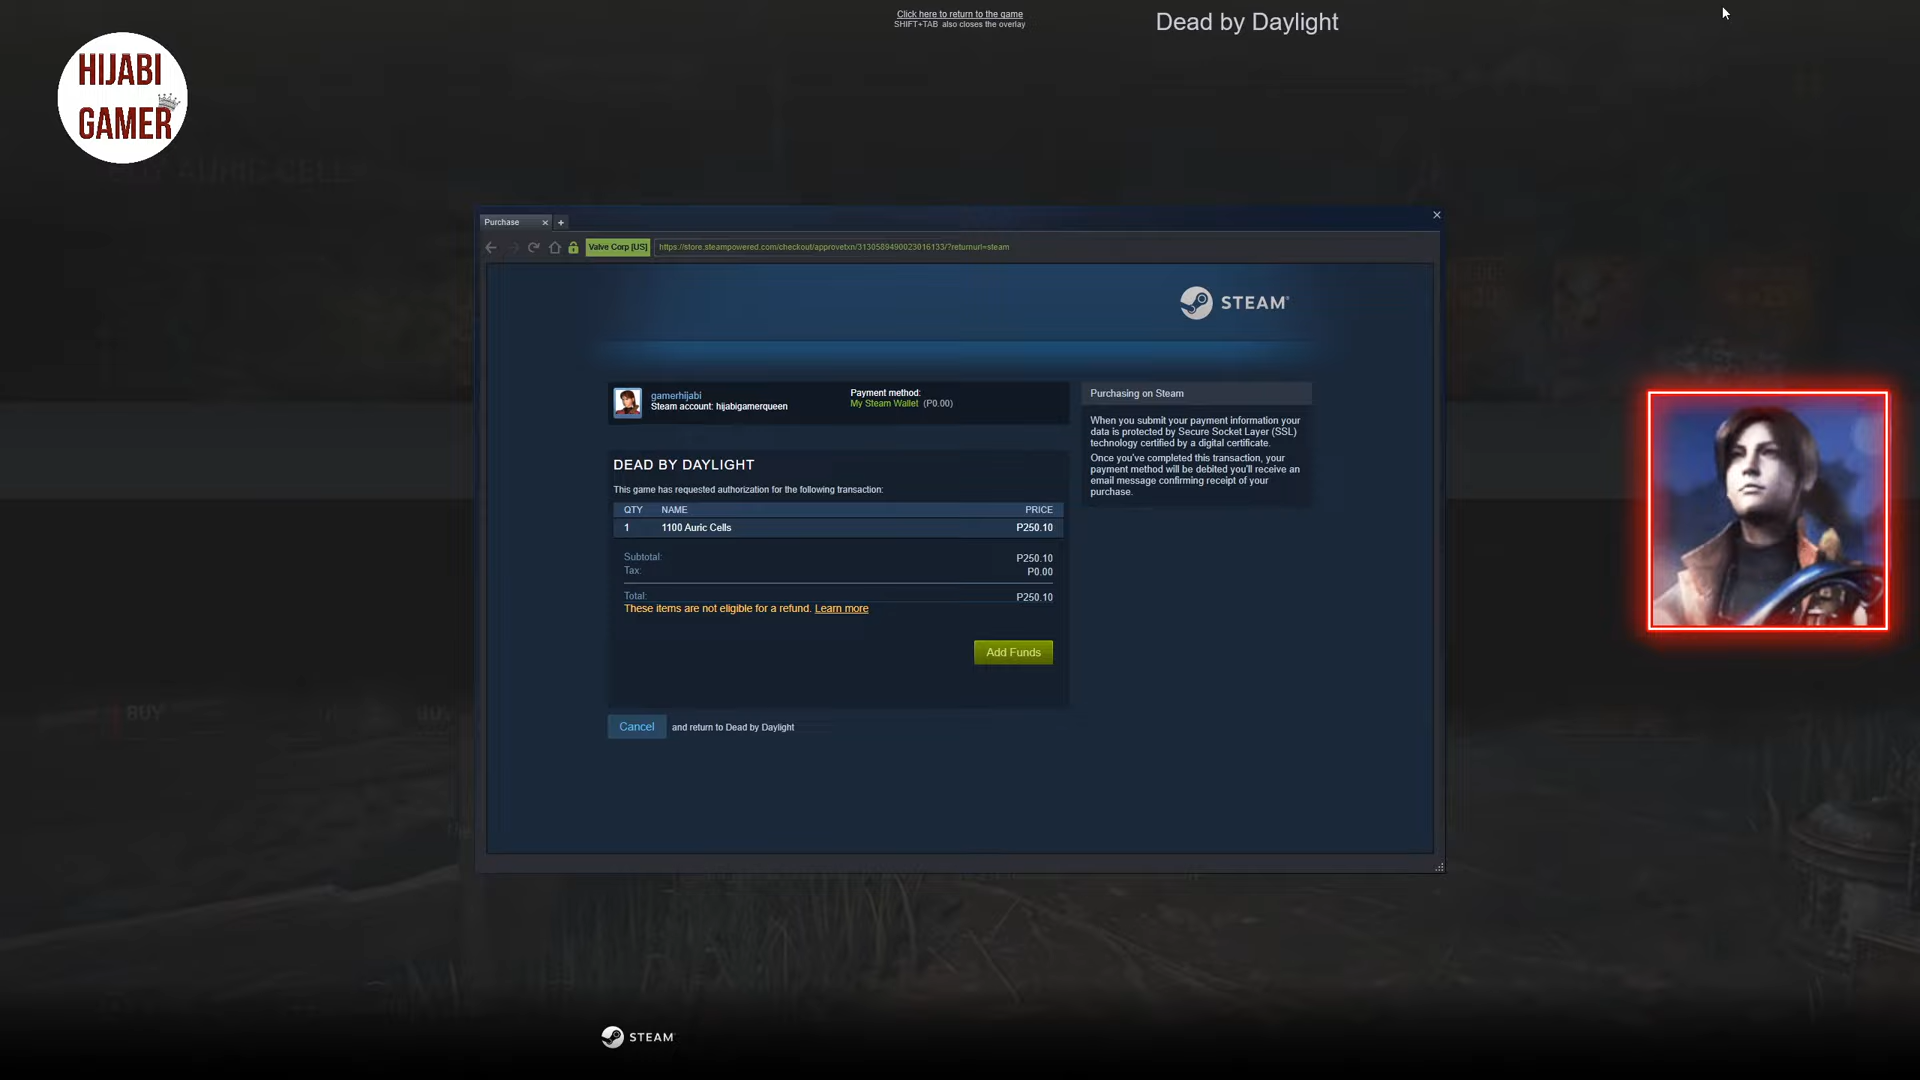 Click here to return to the game
SHIFT+TAB also closes the overlay
Dead by Daylight
HIJABI
GAMER
AURIC CELLS
Purchase
Valve Corp [US]
https://store.steampowered.com/checkout/approvetxn/3130589490023016133/?returnurl=steam
STEAM®
gamerhijabi
Steam account: hijabigamerqueen
Payment method:
My Steam Wallet (P0.00)
Purchasing on Steam
When you submit your payment information your
data is protected by Secure Socket Layer (SSL)
technology certified by a digital certificate.
Once you've completed this transaction, your
payment method will be debited you'll receive an
email message confirming receipt of your
purchase.
DEAD BY DAYLIGHT
This game has requested authorization for the following transaction:
QTY NAME PRICE
1 1100 Auric Cells P250.10
Subtotal: P250.10
Tax: P0.00
Total: P250.10
These items are not eligible for a refund. Learn more
Add Funds
BUY
BUY
Cancel and return to Dead by Daylight
STEAM